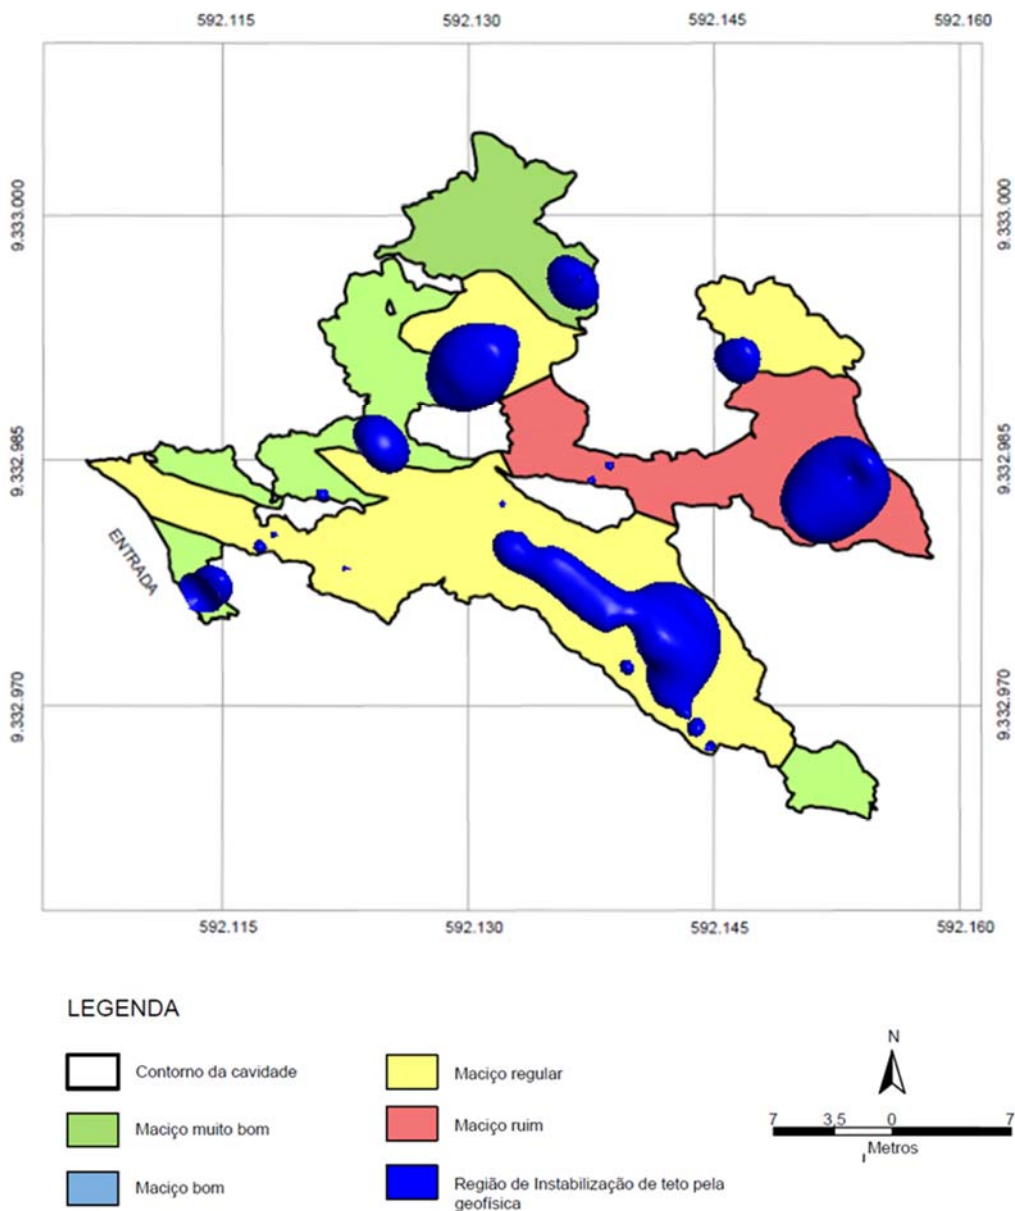 592.115 592.130 592.145 592.160
9.333.000 9.333.000
9.332.985 9.332.985
ENTRADA
9.332.970 9.332.970
592.115 592.130 592.145 592.160
LEGENDA
Contorno da cavidade
Maciço muito bom
Maciço bom
Maciço regular
Maciço ruim
Região de Instabilização de teto pela
geofísica
N
7 3,5 0 7
Metros